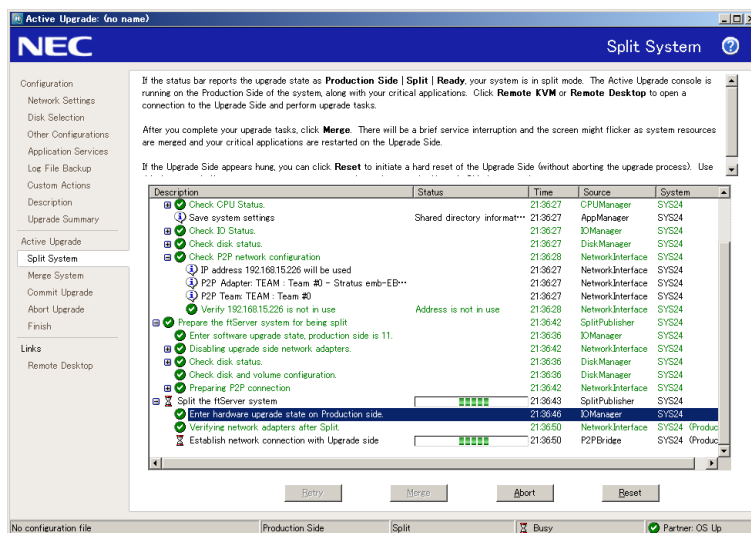 Active Upgrade: (no name)
NEC
Split System
Configuration
Network Settings
Disk Selection
Other Configurations
Application Services
Log File Backup
Custom Actions
Description
Upgrade Summary
Active Upgrade
Split System
Merge System
Commit Upgrade
Abort Upgrade
Finish
Links
Remote Desktop
If the status bar reports the upgrade state as Production Side | Split | Ready, your system is in split mode. The Active Upgrade console is
running on the Production Side of the system, along with your critical applications. Click Remote KVM or Remote Desktop to open a
connection to the Upgrade Side and perform upgrade tasks.
After you complete your upgrade tasks, click Merge. There will be a brief service interruption and the screen might flicker as system resources
are merged and your critical applications are restarted on the Upgrade Side.
If the Upgrade Side appears hung, you can click Reset to initiate a hard reset of the Upgrade Side (without aborting the upgrade process). Use
Description Status Time Source System
Check CPU Status. 21:36:27 CPUManager SYS24
Save system settings Shared directory informat… 21:36:27 AppManager SYS24
Check IO Status. 21:36:27 IOManager SYS24
Check disk status. 21:36:27 DiskManager SYS24
Check P2P network configuration 21:36:28 NetworkInterface SYS24
IP address 192.168.15.226 will be used 21:36:27 NetworkInterface SYS24
P2P Adapter: TEAM : Team #0 - Stratus emb-EB… 21:36:27 NetworkInterface SYS24
P2P Team: TEAM : Team #0 21:36:27 NetworkInterface SYS24
Verify 192.168.15.226 is not in use Address is not in use 21:36:28 NetworkInterface SYS24
Prepare the ftServer system for being split 21:36:42 SplitPublisher SYS24
Enter software upgrade state, production side is 11. 21:36:36 IOManager SYS24
Disabling upgrade side network adapters. 21:36:42 NetworkInterface SYS24
Check disk status. 21:36:36 DiskManager SYS24
Check disk and volume configuration. 21:36:36 DiskManager SYS24
Preparing P2P connection 21:36:42 NetworkInterface SYS24
Split the ftServer system 21:36:43 SplitPublisher SYS24
Enter hardware upgrade state on Production side. 21:36:46 IOManager SYS24
Verifying network adapters after Split. 21:36:50 NetworkInterface SYS24 (Produc
Establish network connection with Upgrade side 21:36:50 P2PBridge SYS24 (Produc
Retry Merge Abort Reset
No configuration file Production Side Split Busy Partner: OS Up